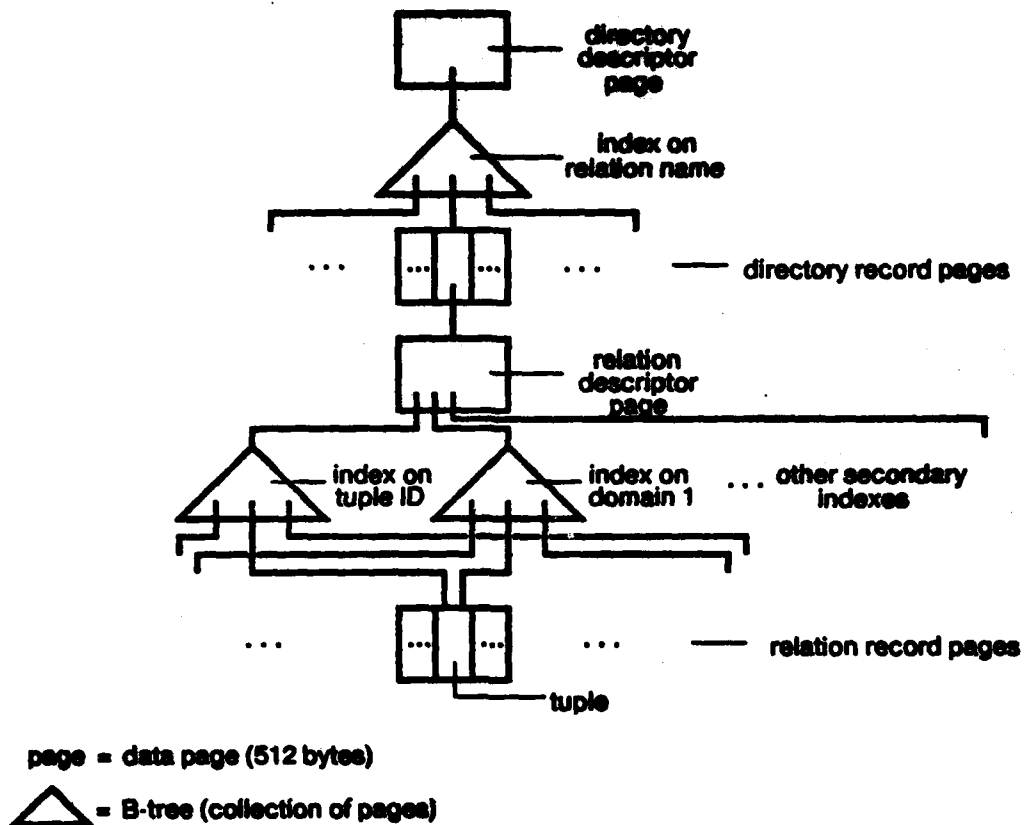 directory
descriptor
page
index on
relation name
... ... ... ...
directory record pages
relation
descriptor
page
index on
tuple ID
index on
domain 1
... other secondary
indexes
... ... ... ...
relation record pages
tuple
page = data page (512 bytes)
= B-tree (collection of pages)